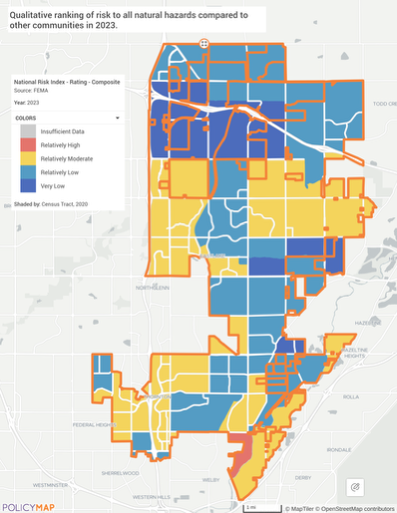 Qualitative ranking of risk to all natural hazards compared to
other communities in 2023.
National Risk Index - Rating - Composite
Source: FEMA
Year: 2023
COLORS
Insufficient Data
Relatively High
Relatively Moderate
Relatively Low
Very Low
Shaded by: Census Tract, 2020
TODD CRE
NORTHGLENN
HAZELTINE
HEIGHTS
ROLLA
FEDERAL HEIGHTS
IRONDALE
SHERRELWOOD
WELBY
DERBY
WESTMINSTER
WESTERN HILLS
POLICYMAP
1 mi
© MapTiler © OpenStreetMap contributors